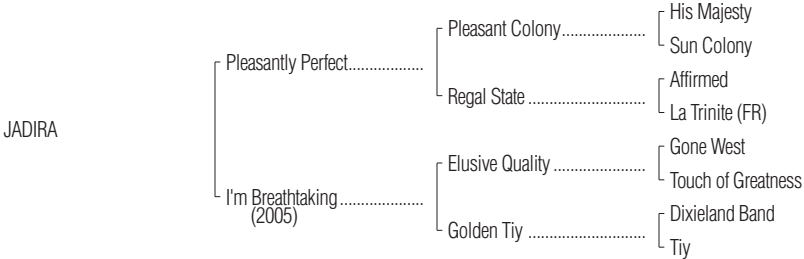 His Majesty
Pleasant Colony....................
Sun Colony
Pleasantly Perfect..................
Affirmed
Regal State ............................
La Trinite (FR)
JADIRA
Gone West
Elusive Quality ......................
Touch of Greatness
I'm Breathtaking....................
(2005)
Dixieland Band
Golden Tiy ............................
Tiy